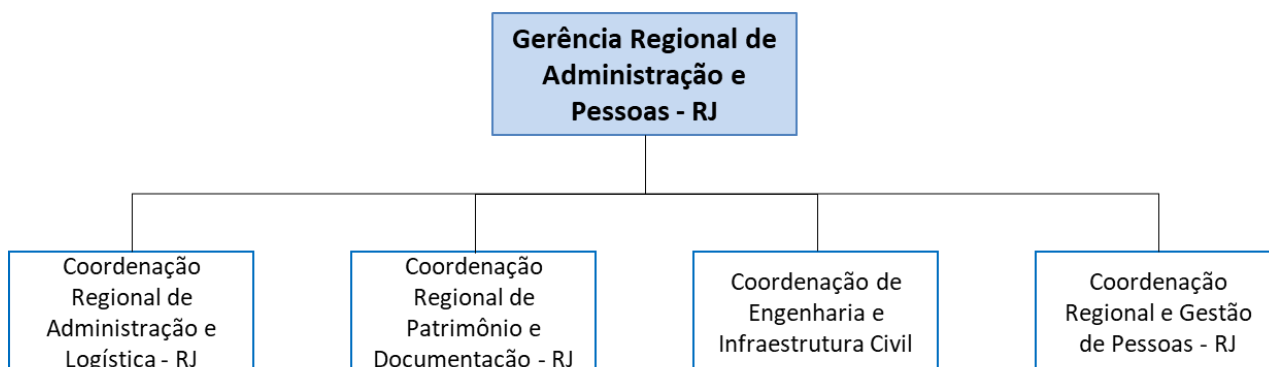 Gerência Regional de
Administração e
Pessoas - RJ
Coordenação
Regional de
Administração e
Logística - RJ
Coordenação
Regional de
Patrimônio e
Documentação - RJ
Coordenação de
Engenharia e
Infraestrutura Civil
Coordenação
Regional e Gestão
de Pessoas - RJ